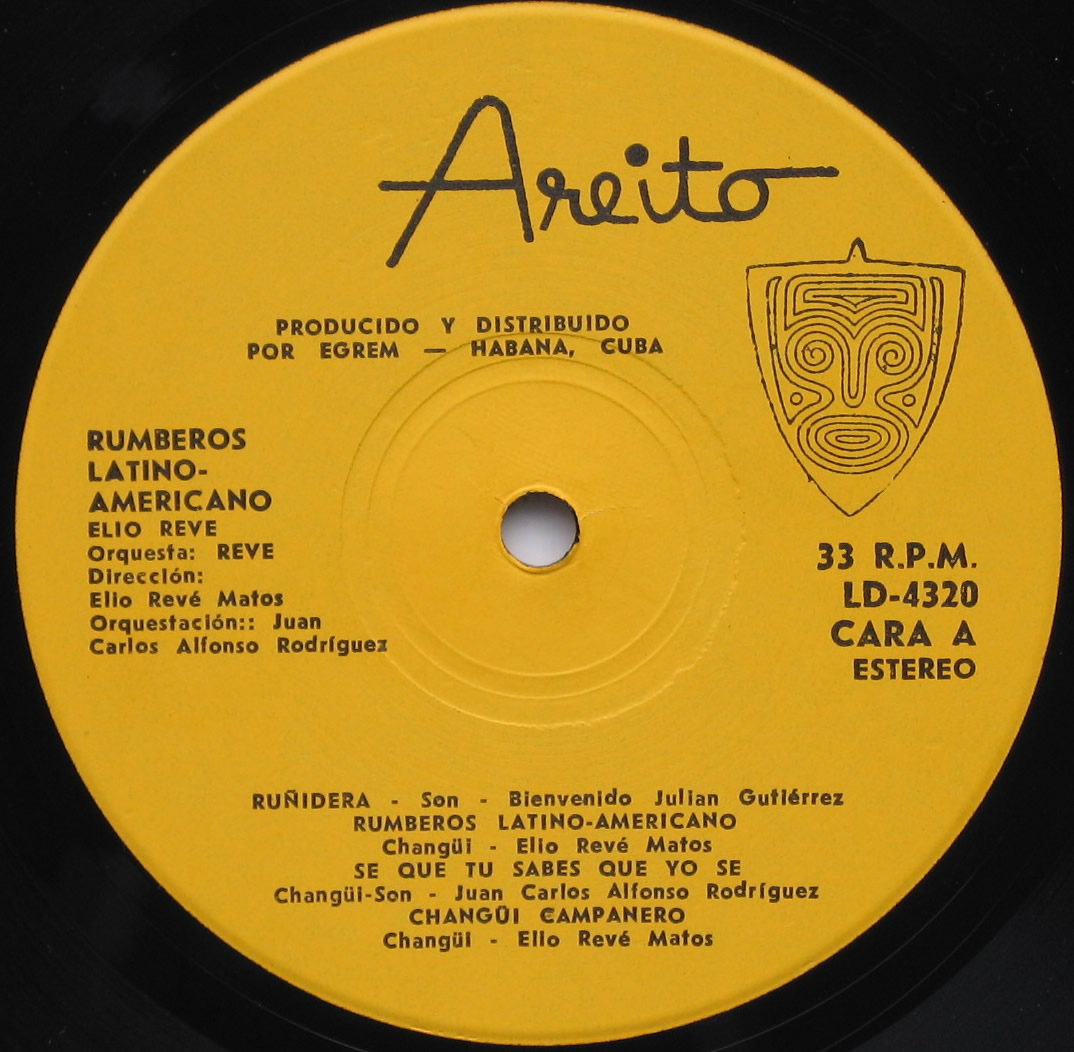 Areito
PRODUCIDO Y DISTRIBUIDO
POR EGREM — HABANA, CUBA
RUMBEROS
LATINO-
AMERICANO
ELIO REVE
Orquesta: REVE
Dirección:
Elio Revé Matos
Orquestación:: Juan
Carlos Alfonso Rodríguez
33 R.P.M.
LD-4320
CARA A
ESTEREO
RUÑIDERA - Son - Bienvenido Julian Gutiérrez
RUMBEROS LATINO-AMERICANO
Changüi - Elio Revé Matos
SE QUE TU SABES QUE YO SE
Changüi-Son - Juan Carlos Alfonso Rodríguez
CHANGÜI CAMPANERO
Changüi - Elio Revé Matos